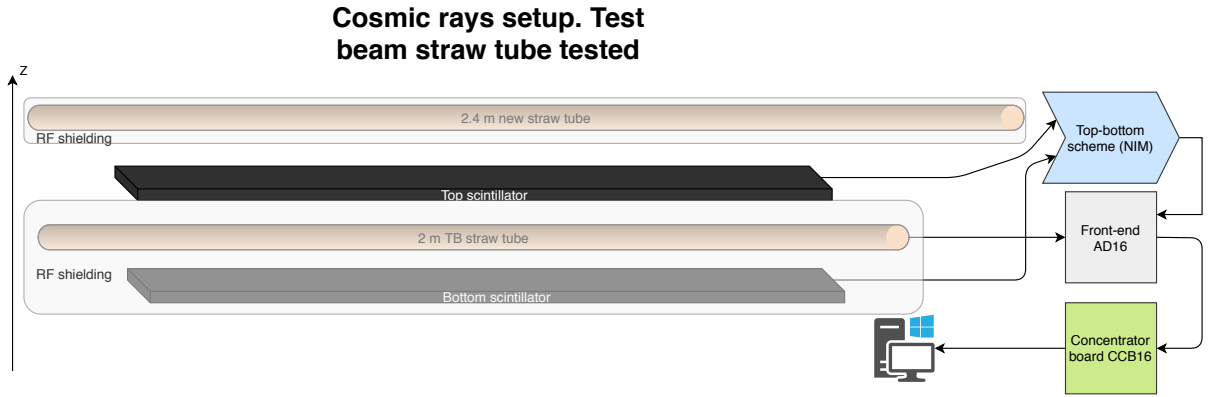 Cosmic rays setup. Test
beam straw tube tested
Z
2.4 m new straw tube
RF shielding
Top-bottom
scheme (NIM)
Top scintillator
2 m TB straw tube
Front-end
AD16
RF shielding
Bottom scintillator
Concentrator
board CCB16